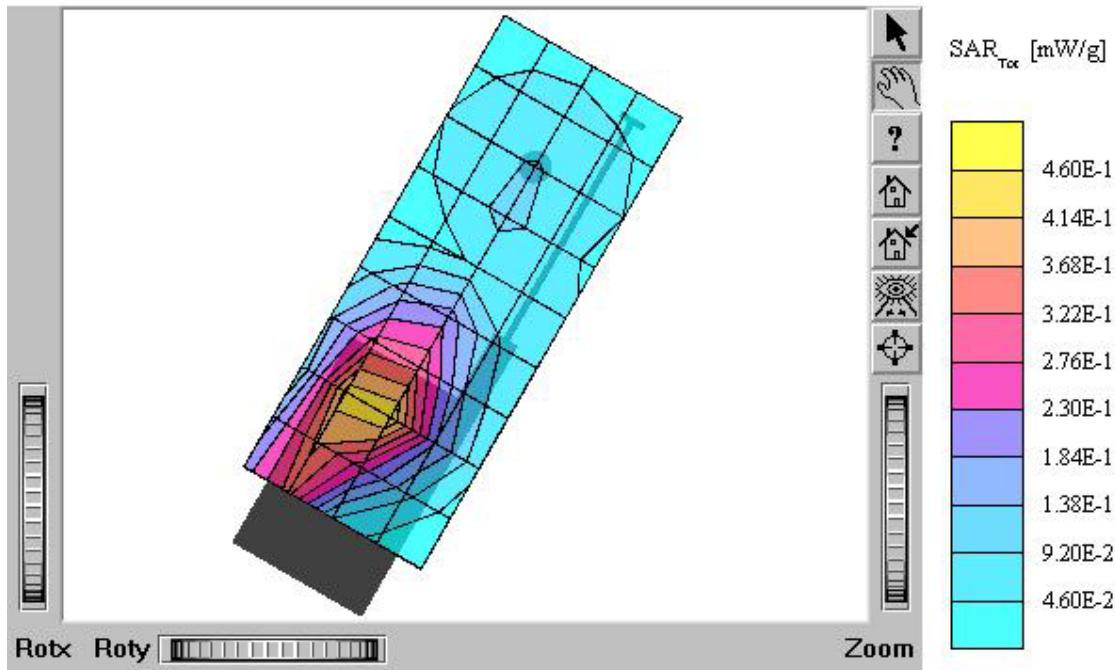 SAR_Tot [mW/g]
?
4.60E-1
4.14E-1
3.68E-1
3.22E-1
2.76E-1
2.30E-1
1.84E-1
1.38E-1
9.20E-2
4.60E-2
Rotx Roty Zoom